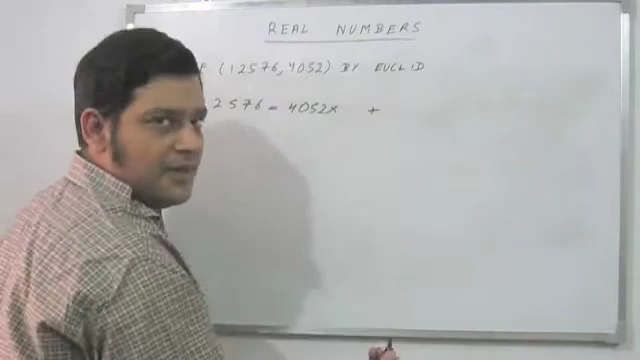 REAL NUMBERS
F (12576, 4052) BY EUCLID
2576 = 4052x +